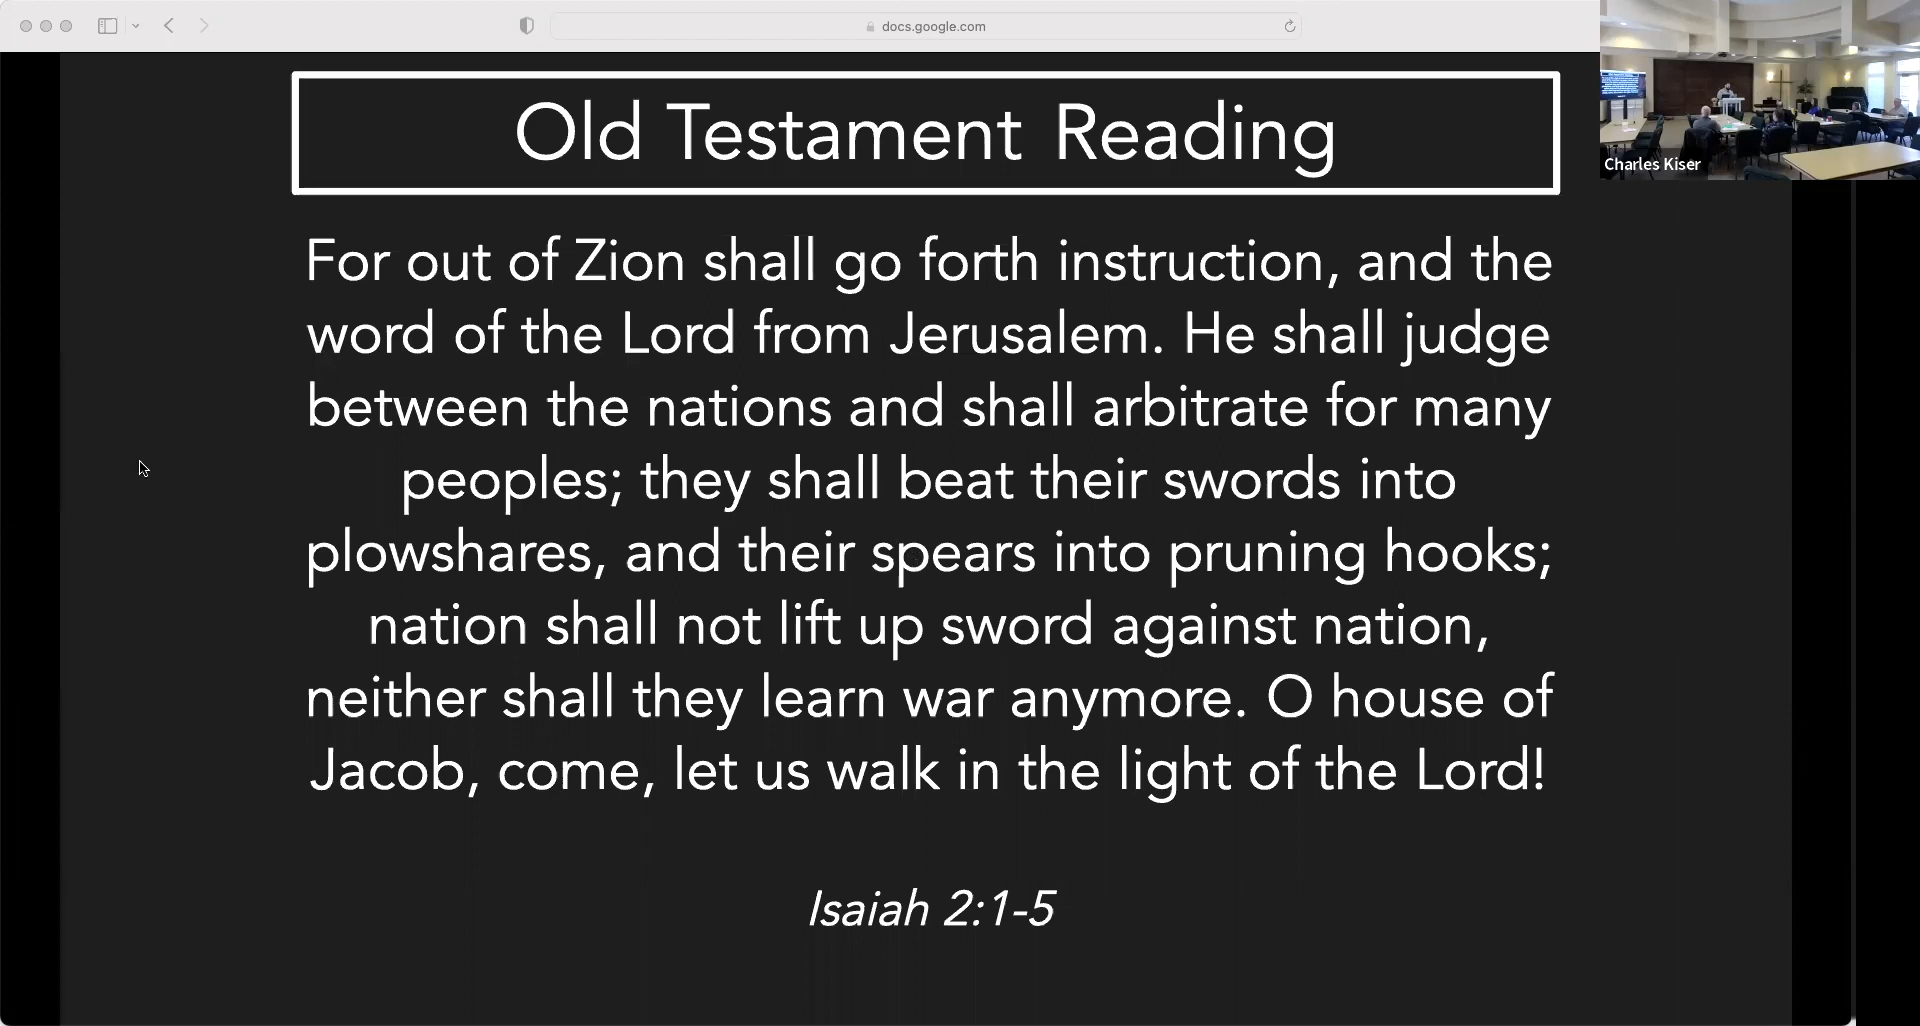 docs.google.com
Old Testament Reading
For out of Zion shall go forth instruction, and the
word of the Lord from Jerusalem. He shall judge
between the nations and shall arbitrate for many
peoples; they shall beat their swords into
plowshares, and their spears into pruning hooks;
nation shall not lift up sword against nation,
neither shall they learn war anymore. O house of
Jacob, come, let us walk in the light of the Lord!
Isaiah 2:1-5
Charles Kiser